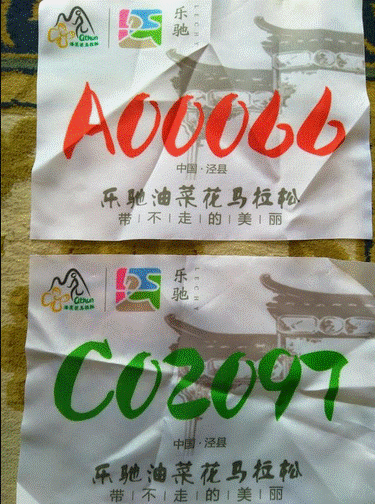 乐驰
LECHY
A00066
中国·泾县
乐驰油菜花马拉松
带不走的美丽
乐驰
LECHY
C02097
中国·泾县
乐驰油菜花马拉松
带不走的美丽